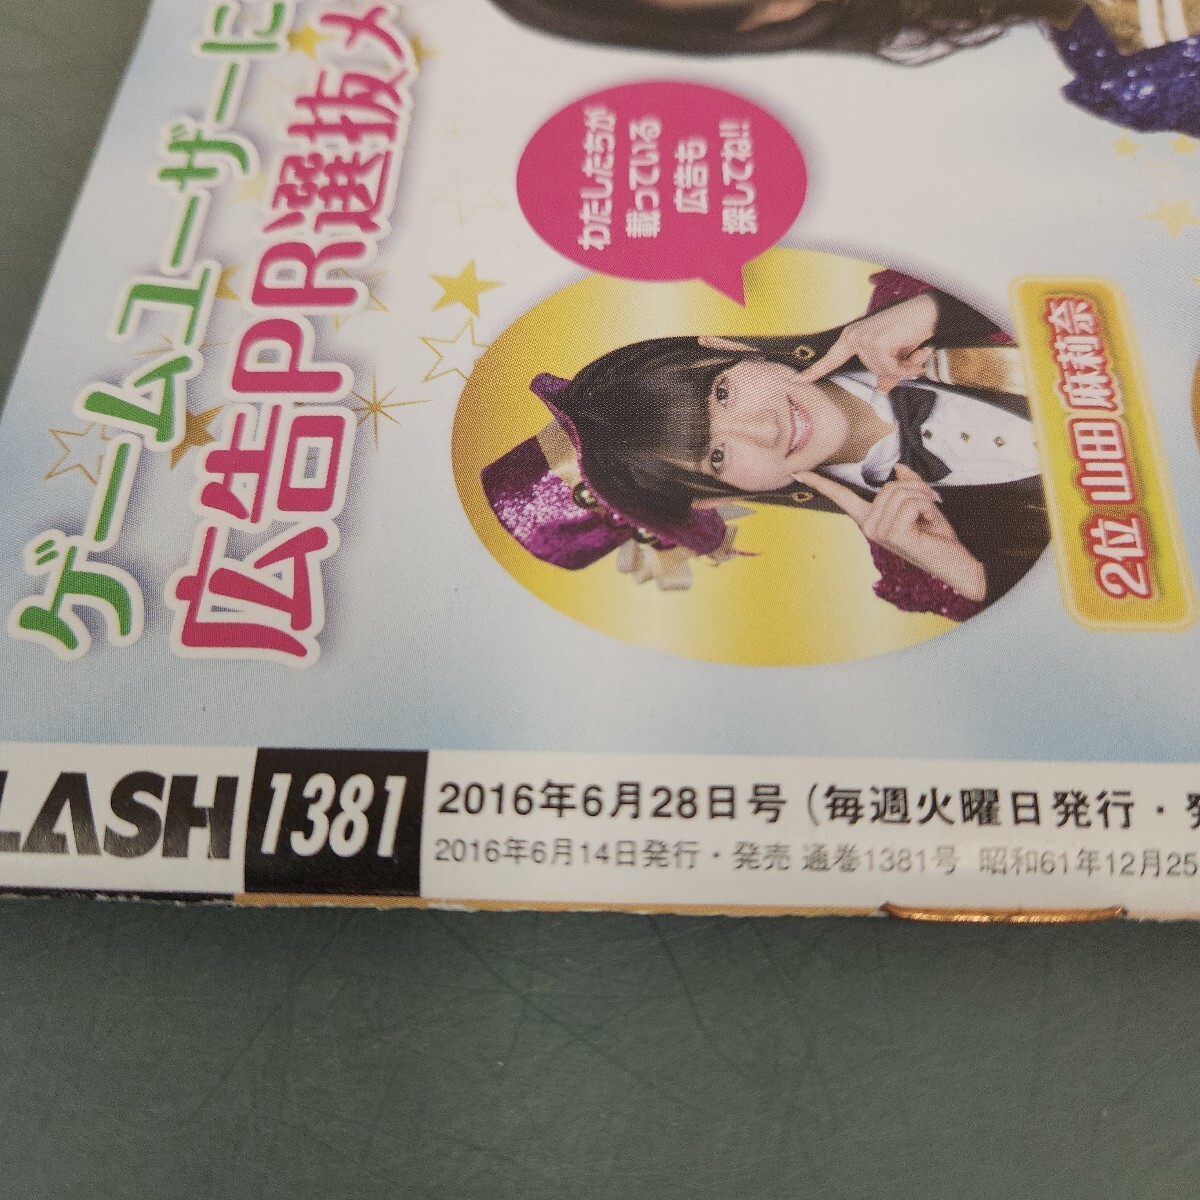 ゲームユーザーに
広告PR選抜メ
わたしたちが
載っている
広告も
探してね!!
2位 山田 麻莉奈
LASH 1381 2016年6月28日号 (毎週火曜日発行・発
2016年6月14日発行・発売 通巻1381号 昭和61年12月25